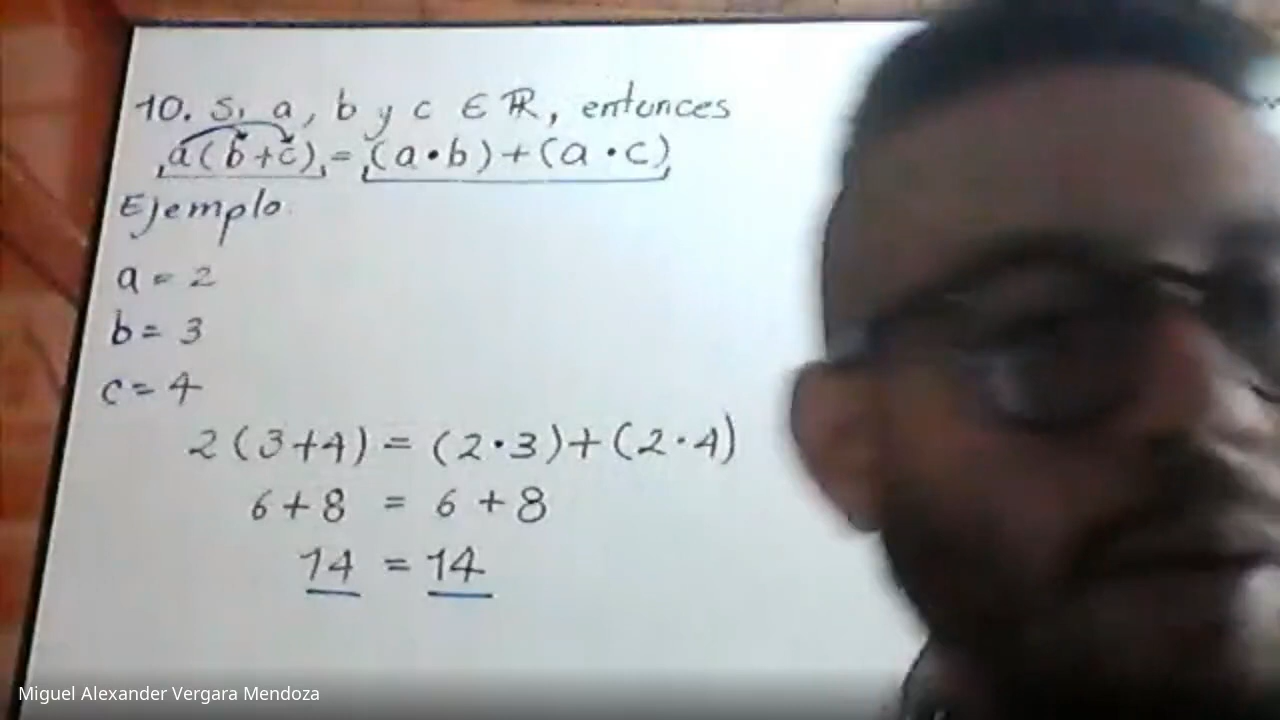 10. Si a, b y c ∈ ℝ, entonces
a(b+c) = (a•b)+(a•c)
Ejemplo
a = 2
b = 3
c = 4
2(3+4) = (2•3)+(2•4)
6+8 = 6+8
14 = 14
Miguel Alexander Vergara Mendoza